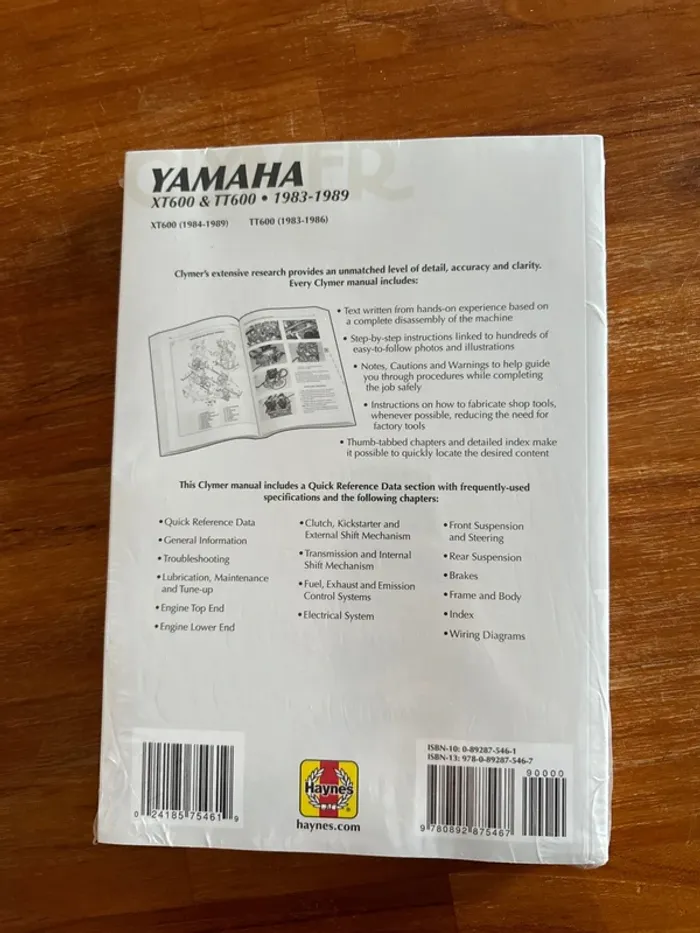 CLYMER
YAMAHA
XT600 & TT600 • 1983-1989
XT600 (1984-1989) TT600 (1983-1986)
Clymer's extensive research provides an unmatched level of detail, accuracy and clarity.
Every Clymer manual includes:
• Text written from hands-on experience based on
a complete disassembly of the machine
• Step-by-step instructions linked to hundreds of
easy-to-follow photos and illustrations
• Notes, Cautions and Warnings to help guide
you through procedures while completing
the job safely
• Instructions on how to fabricate shop tools,
whenever possible, reducing the need for
factory tools
• Thumb-tabbed chapters and detailed index make
it possible to quickly locate the desired content
This Clymer manual includes a Quick Reference Data section with frequently-used
specifications and the following chapters:
• Quick Reference Data
• General Information
• Troubleshooting
• Lubrication, Maintenance
and Tune-up
• Engine Top End
• Engine Lower End
• Clutch, Kickstarter and
External Shift Mechanism
• Transmission and Internal
Shift Mechanism
• Fuel, Exhaust and Emission
Control Systems
• Electrical System
• Front Suspension
and Steering
• Rear Suspension
• Brakes
• Frame and Body
• Index
• Wiring Diagrams
0 24185 75461 9
Haynes
haynes.com
ISBN-10: 0-89287-546-1
ISBN-13: 978-0-89287-546-7
90000
9 780892 875467